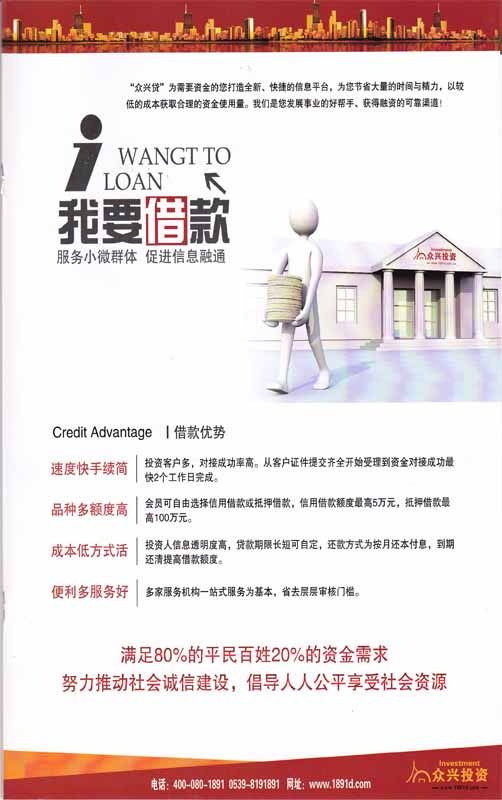 “众兴贷”为需要资金的您打造全新、快捷的信息平台，为您节省大量的时间与精力，以较
低的成本获取合理的资金使用量。我们是您发展事业的好帮手、获得融资的可靠渠道！
i WANGT TO
LOAN
我要借款
服务小微群体 促进信息融通
Investment
众兴投资
www.1891d.com
Credit Advantage | 借款优势
速度快手续简
投资客户多，对接成功率高。从客户证件提交齐全开始受理到资金对接成功最
快2个工作日完成。
品种多额度高
会员可自由选择信用借款或抵押借款，信用借款额度最高5万元，抵押借款最
高100万元。
成本低方式活
投资人信息透明度高，贷款期限长短可自定，还款方式为按月还本付息，到期
还清提高借款额度。
便利多服务好
多家服务机构一站式服务为基本，省去层层审核门槛。
满足80%的平民百姓20%的资金需求
努力推动社会诚信建设，倡导人人公平享受社会资源
电话：400-080-1891 0539-8191891 网址：www.1891d.com
Investment
众兴投资
www.1891d.com